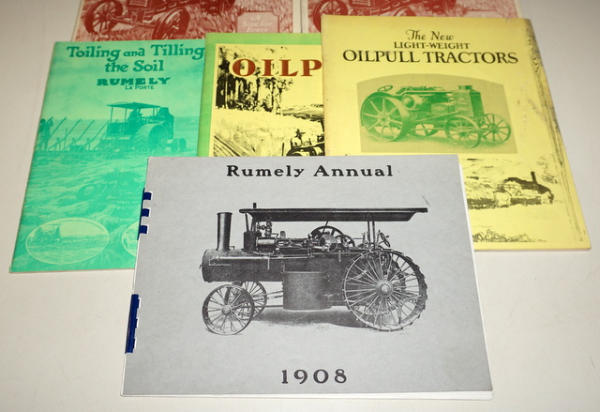 Toiling and Tilling
the Soil
RUMELY
LA PORTE
OILP
The New
LIGHT-WEIGHT
OILPULL TRACTORS
Rumely Annual
1908